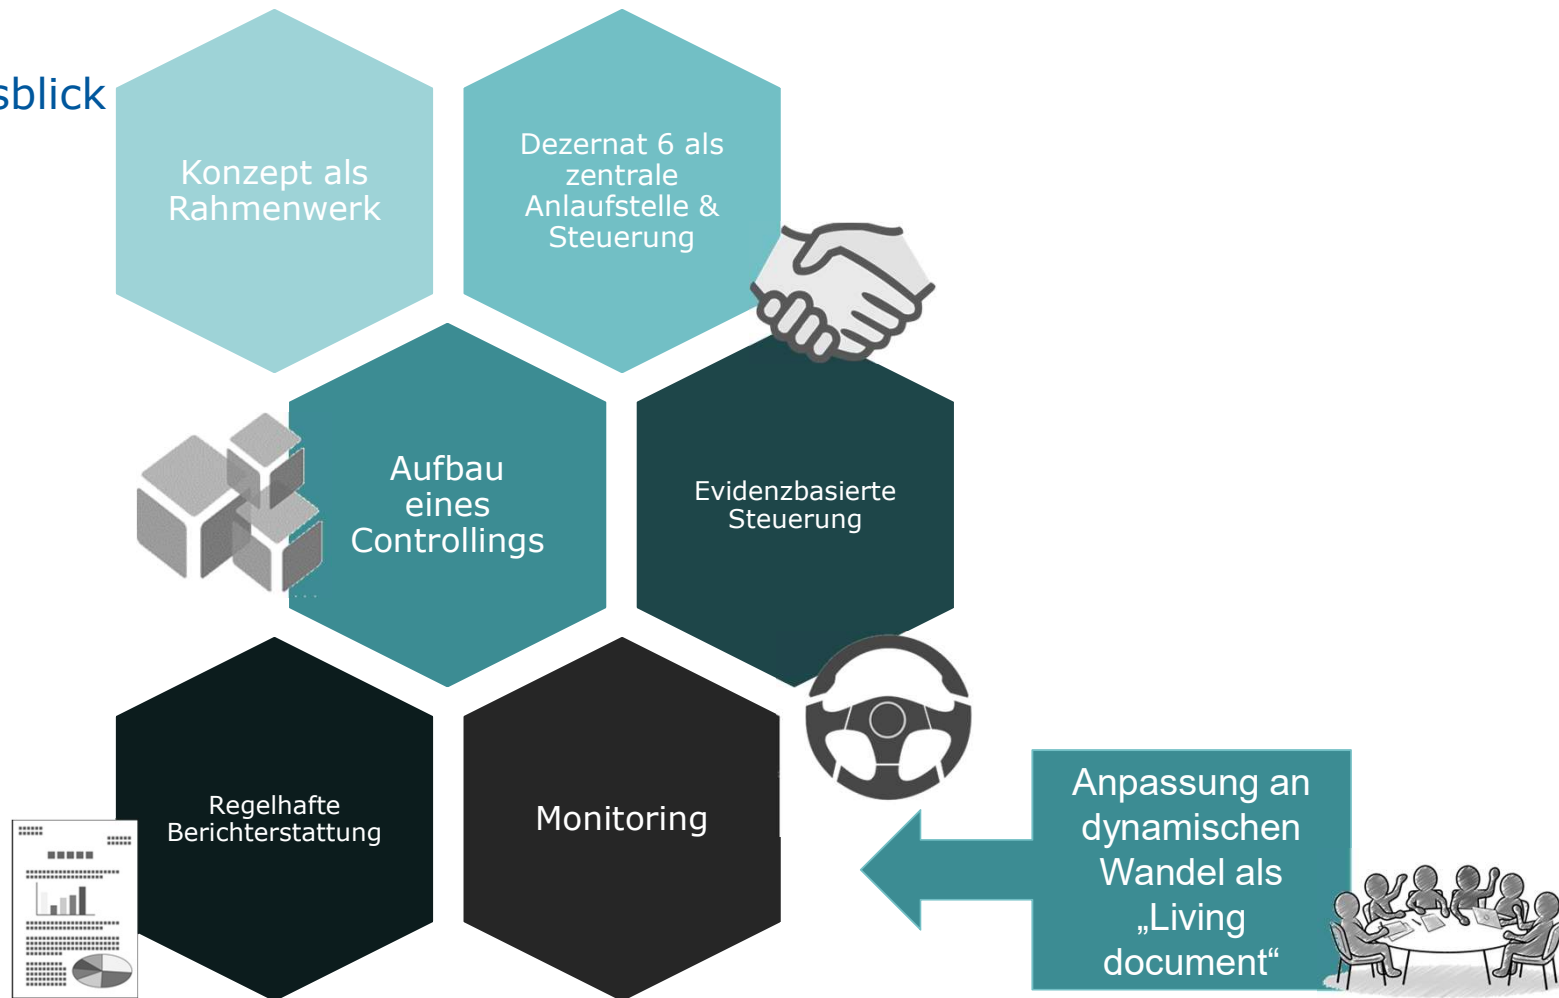 sblick
Konzept als
Rahmenwerk
Dezernat 6 als
zentrale
Anlaufstelle &
Steuerung
Aufbau
eines
Controllings
Evidenzbasierte
Steuerung
Regelhafte
Berichterstattung
Monitoring
Anpassung an
dynamischen
Wandel als
„Living
document“